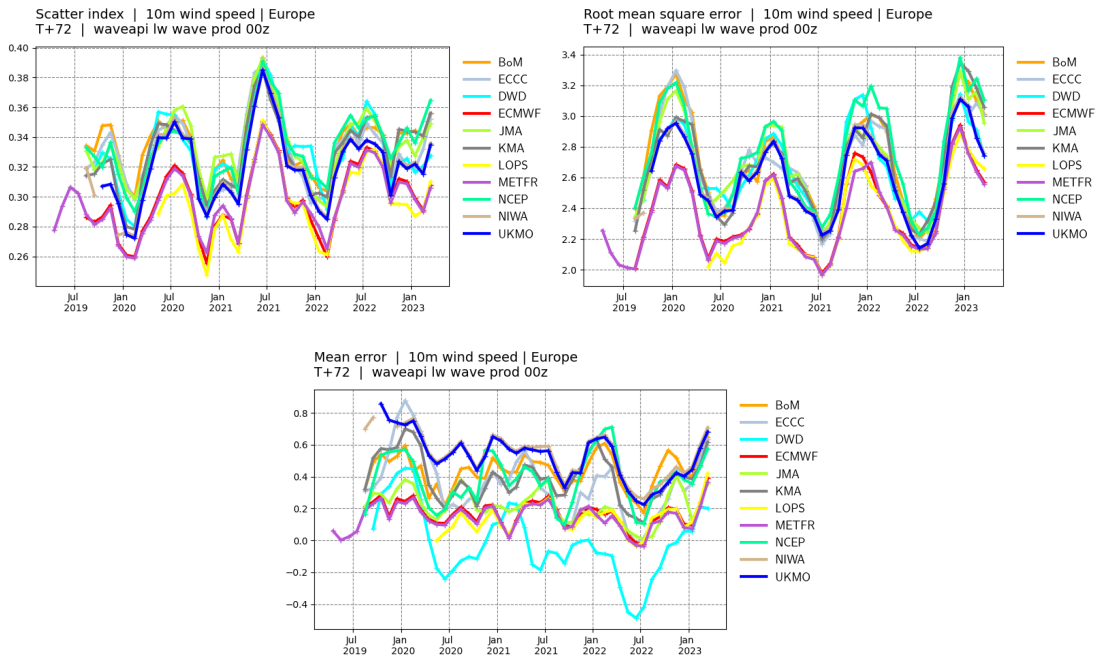 Scatter index | 10m wind speed | Europe
T+72 | waveapi lw wave prod 00z
0.40
0.38
0.36
0.34
0.32
0.30
0.28
0.26
Jul 2019
Jan 2020
Jul 2020
Jan 2021
Jul 2021
Jan 2022
Jul 2022
Jan 2023
BoM
ECCC
DWD
ECMWF
JMA
KMA
LOPS
METFR
NCEP
NIWA
UKMO
Root mean square error | 10m wind speed | Europe
T+72 | waveapi lw wave prod 00z
3.4
3.2
3.0
2.8
2.6
2.4
2.2
2.0
Jul 2019
Jan 2020
Jul 2020
Jan 2021
Jul 2021
Jan 2022
Jul 2022
Jan 2023
BoM
ECCC
DWD
ECMWF
JMA
KMA
LOPS
METFR
NCEP
NIWA
UKMO
Mean error | 10m wind speed | Europe
T+72 | waveapi lw wave prod 00z
0.8
0.6
0.4
0.2
0.0
−0.2
−0.4
Jul 2019
Jan 2020
Jul 2020
Jan 2021
Jul 2021
Jan 2022
Jul 2022
Jan 2023
BoM
ECCC
DWD
ECMWF
JMA
KMA
LOPS
METFR
NCEP
NIWA
UKMO